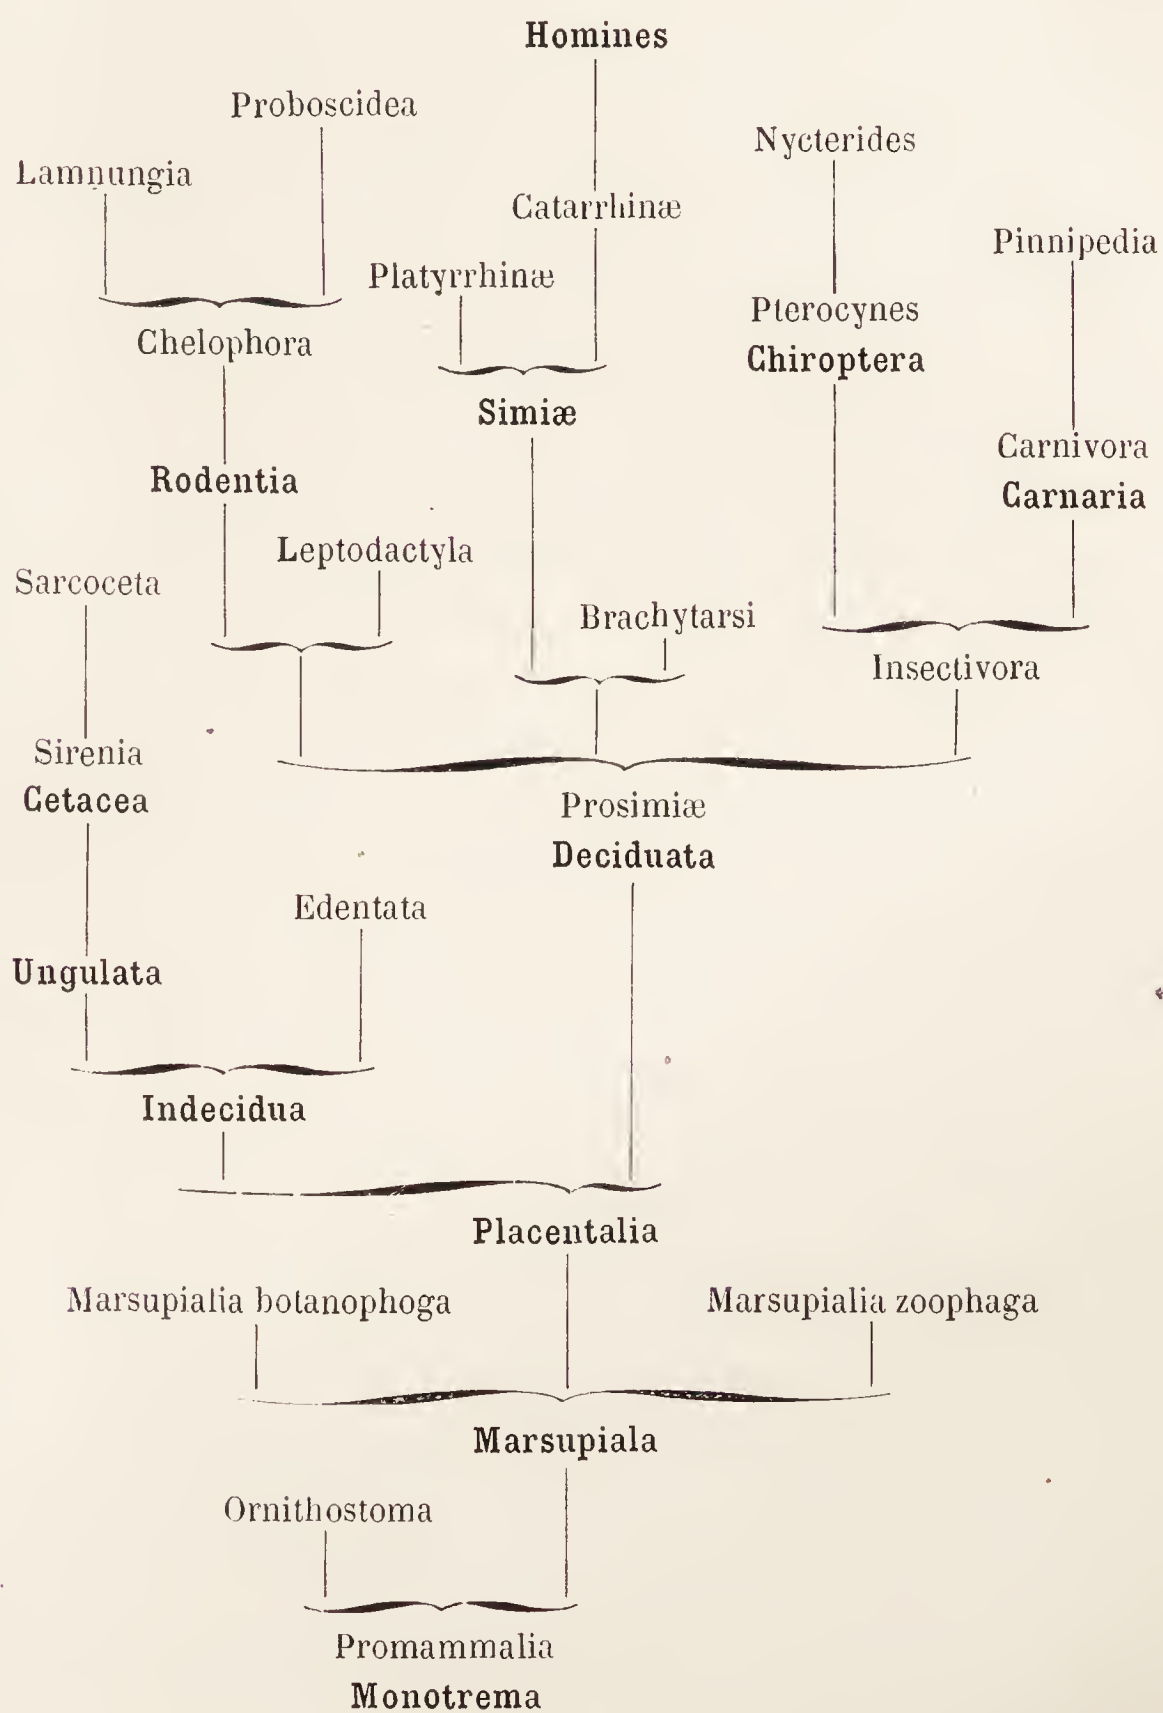 Homines
Proboscidea
Nycterides
Lamnungia
Catarrhinæ
Pinnipedia
Platyrrhinæ
Pterocynes
Chiroptera
Chelophora
Simiæ
Carnivora
Carnaria
Rodentia
Leptodactyla
Sarcoceta
Brachytarsi
Insectivora
Sirenia
Cetacea
Prosimiæ
Deciduata
Edentata
Ungulata
Indecidua
Placentalia
Marsupialia botanophoga
Marsupialia zoophaga
Marsupiala
Ornithostoma
Promammalia
Monotrema